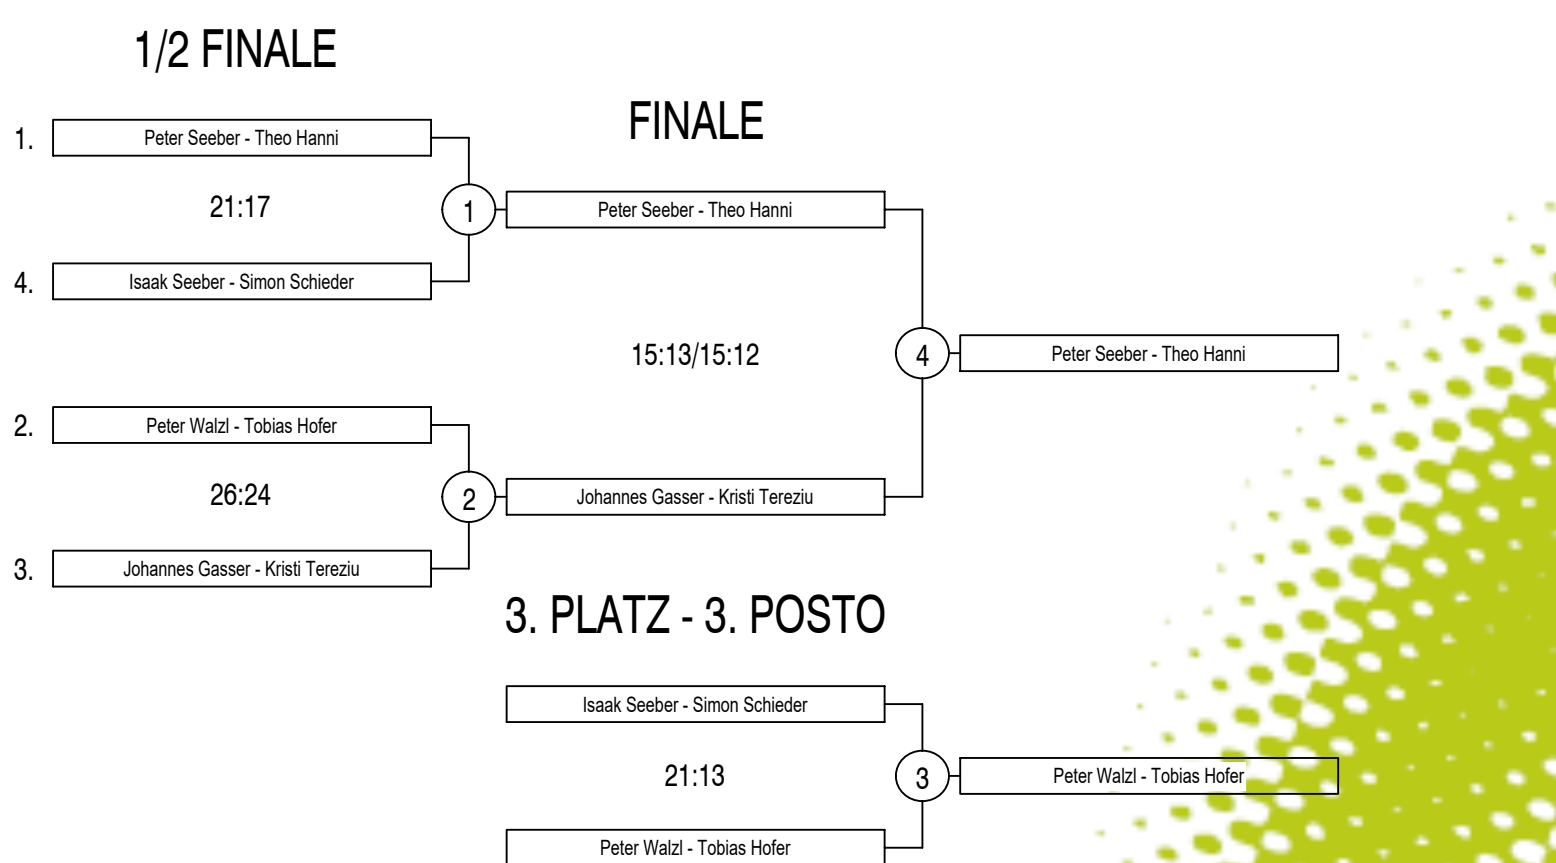 1/2 FINALE
FINALE
1. Peter Seeber - Theo Hanni
21:17
1
Peter Seeber - Theo Hanni
4. Isaak Seeber - Simon Schieder
15:13/15:12
4
Peter Seeber - Theo Hanni
2. Peter Walzl - Tobias Hofer
26:24
2
Johannes Gasser - Kristi Tereziu
3. Johannes Gasser - Kristi Tereziu
3. PLATZ - 3. POSTO
Isaak Seeber - Simon Schieder
21:13
3
Peter Walzl - Tobias Hofer
Peter Walzl - Tobias Hofer